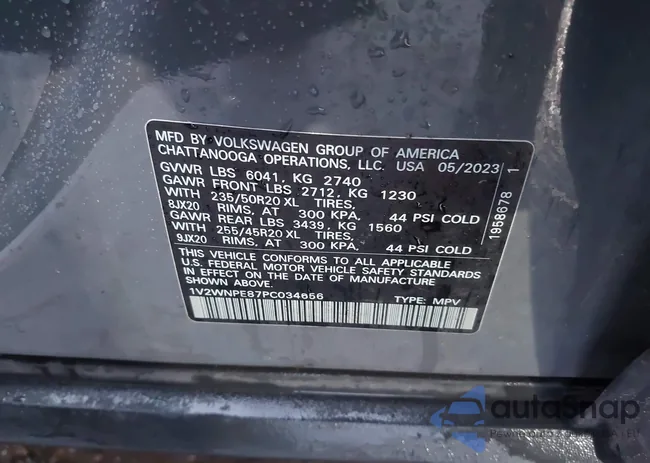 MFD BY VOLKSWAGEN GROUP OF AMERICA
CHATTANOOGA OPERATIONS, LLC. USA 05/2023
GVWR LBS 6041, KG 2740
GAWR FRONT LBS 2712, KG 1230
WITH 235/50R20 XL TIRES,
8JX20 RIMS, AT 300 KPA, 44 PSI COLD
GAWR REAR LBS 3439, KG 1560
WITH 255/45R20 XL TIRES,
9JX20 RIMS, AT 300 KPA, 44 PSI COLD
THIS VEHICLE CONFORMS TO ALL APPLICABLE
U.S. FEDERAL MOTOR VEHICLE SAFETY STANDARDS
IN EFFECT ON THE DATE OF MANUFACTURE
SHOWN ABOVE.
1V2WNPE87PC034656 TYPE: MPV
1958678 1
autoSnap